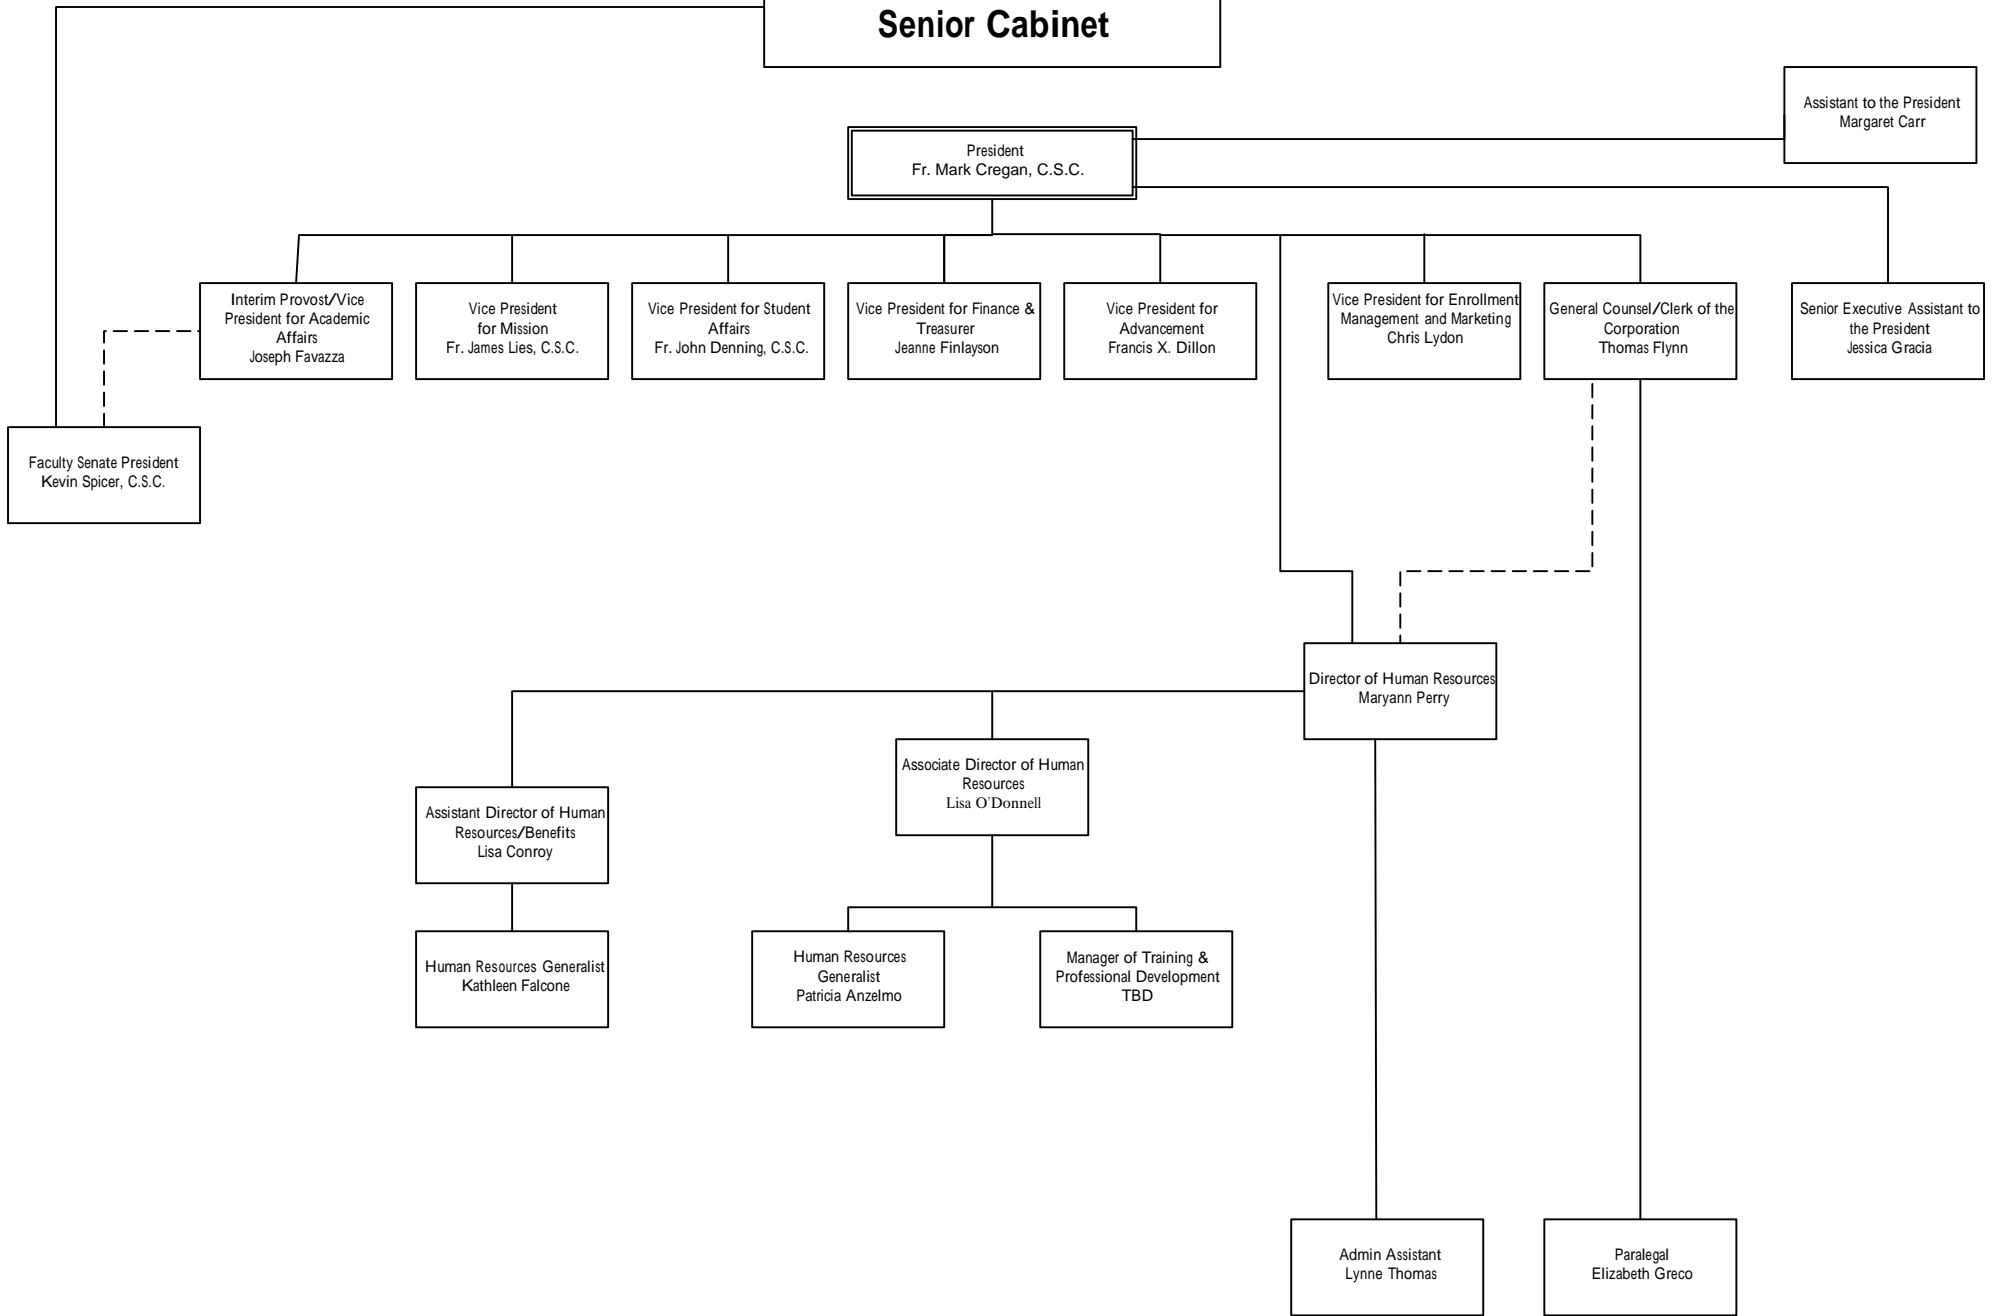 Senior Cabinet
Assistant to the President
Margaret Carr
President
Fr. Mark Cregan, C.S.C.
Interim Provost/Vice
President for Academic
Affairs
Joseph Favazza
Vice President
for Mission
Fr. James Lies, C.S.C.
Vice President for Student
Affairs
Fr. John Denning, C.S.C.
Vice President for Finance &
Treasurer
Jeanne Finlayson
Vice President for
Advancement
Francis X. Dillon
Vice President for Enrollment
Management and Marketing
Chris Lydon
General Counsel/Clerk of the
Corporation
Thomas Flynn
Senior Executive Assistant to
the President
Jessica Gracia
Faculty Senate President
Kevin Spicer, C.S.C.
Director of Human Resources
Maryann Perry
Associate Director of Human
Resources
Lisa O'Donnell
Assistant Director of Human
Resources/Benefits
Lisa Conroy
Human Resources Generalist
Kathleen Falcone
Human Resources
Generalist
Patricia Anzelmo
Manager of Training &
Professional Development
TBD
Admin Assistant
Lynne Thomas
Paralegal
Elizabeth Greco